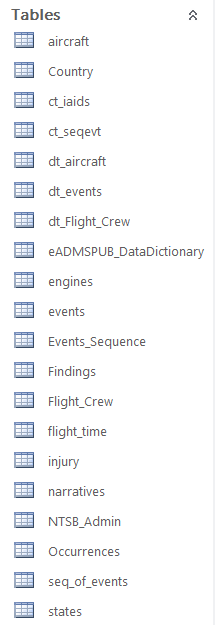 Tables
aircraft
Country
ct_iaids
ct_seqevt
dt_aircraft
dt_events
dt_Flight_Crew
eADMSPUB_DataDictionary
engines
events
Events_Sequence
Findings
Flight_Crew
flight_time
injury
narratives
NTSB_Admin
Occurrences
seq_of_events
states